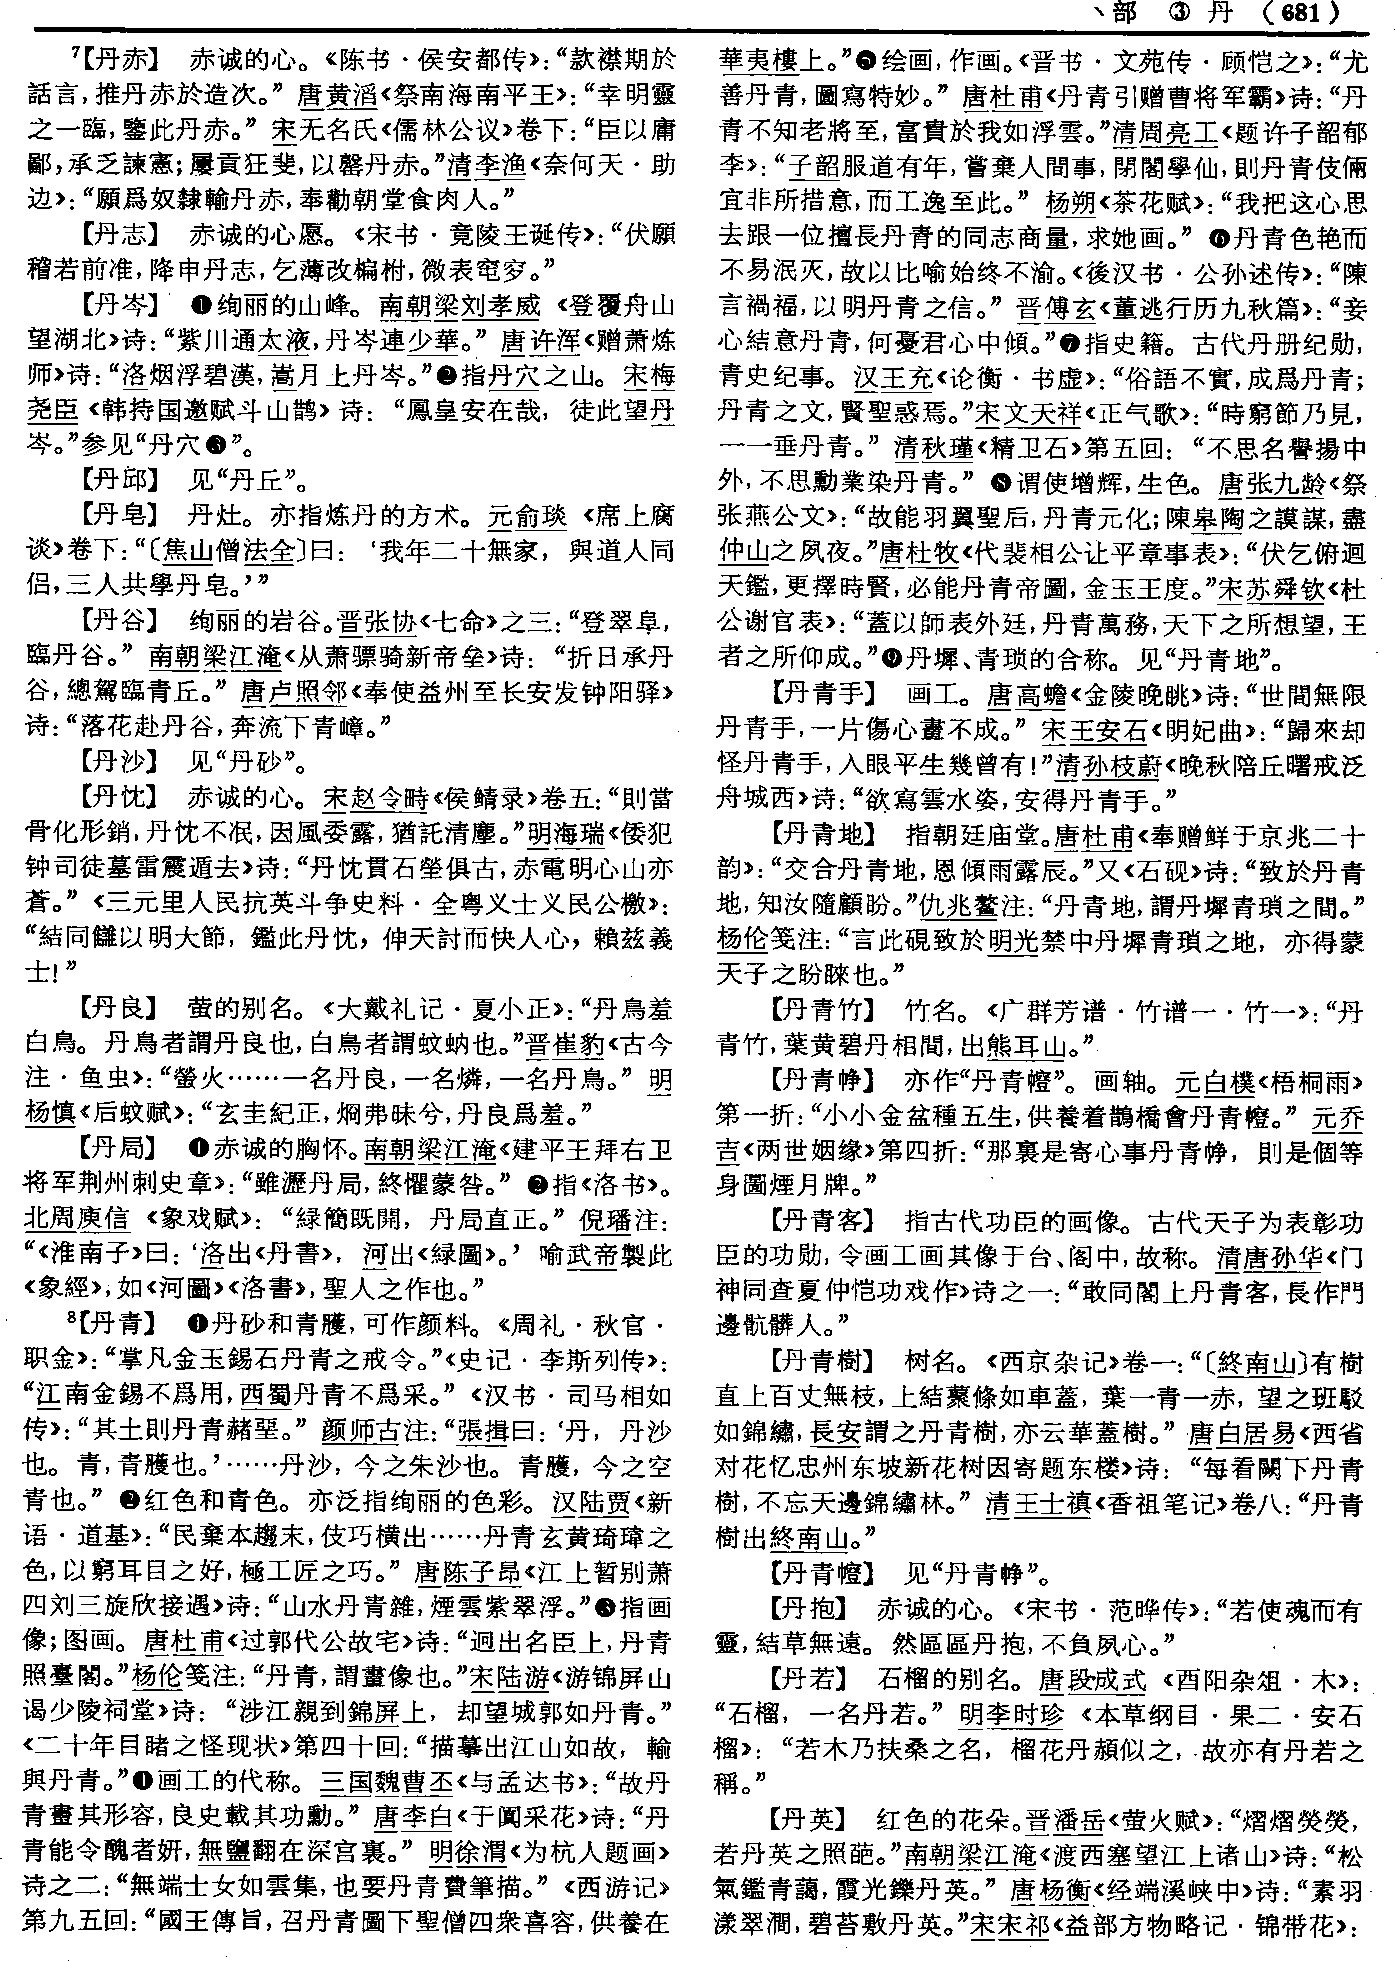 丶部 ③ 丹 （681）
7【丹赤】 赤诚的心。《陈书·侯安都传》：“款襟期於
話言，推丹赤於造次。” 唐黄滔《祭南海南平王》：“幸明靈
之一臨，鑒此丹赤。” 宋无名氏《儒林公议》卷下：“臣以庸
鄙，承乏諫憲；屢貢狂斐，以罄丹赤。”清李渔《奈何天·助
边》：“願爲奴隸輸丹赤，奉勸朝堂食肉人。”
【丹志】 赤诚的心愿。《宋书·竟陵王诞传》：“伏願
稽若前准，降申丹志，乞薄改褊柎，微表窀穸。”
【丹岑】 ❶绚丽的山峰。南朝梁刘孝威《登覆舟山
望湖北》诗：“紫川通太液，丹岑連少華。” 唐许浑《赠萧炼
师》诗：“洛烟浮碧漢，嵩月上丹岑。”❷指丹穴之山。宋梅
尧臣《韩持国邀赋斗山鹊》诗：“鳳皇安在哉，徒此望丹
岑。”参见“丹穴❸”。
【丹邱】 见“丹丘”。
【丹皂】 丹灶。亦指炼丹的方术。元俞琰《席上腐
谈》卷下：“〔焦山僧法全〕曰：‘我年二十無家，與道人同
侣，三人共學丹皂。’”
【丹谷】 绚丽的岩谷。晋张协《七命》之三：“登翠阜，
臨丹谷。” 南朝梁江淹《从萧骠骑新帝垒》诗：“折日承丹
谷，總駕臨青丘。” 唐卢照邻《奉使益州至长安发钟阳驿》
诗：“落花赴丹谷，奔流下青嶂。”
【丹沙】 见“丹砂”。
【丹忱】 赤诚的心。宋赵令畤《侯鲭录》卷五：“則當
骨化形銷，丹忱不泯，因風委露，猶託清塵。”明海瑞《倭犯
钟司徒墓雷震遁去》诗：“丹忱貫石塋俱古，赤電明心山亦
蒼。”《三元里人民抗英斗争史料·全粤义士义民公檄》：
“結同讎以明大節，鑑此丹忱，伸天討而快人心，賴兹義
士！”
【丹良】 萤的别名。《大戴礼记·夏小正》：“丹鳥羞
白鳥。丹鳥者謂丹良也，白鳥者謂蚊蚋也。”晋崔豹《古今
注·鱼虫》：“螢火……一名丹良，一名燐，一名丹鳥。” 明
杨慎《后蚊赋》：“玄圭紀正，炯弗昧兮，丹良爲羞。”
【丹局】 ❶赤诚的胸怀。南朝梁江淹《建平王拜右卫
将军荆州刺史章》：“雖瀝丹局，終懼蒙咎。” ❷指《洛书》。
北周庾信《象戏赋》：“緑簡既開，丹局直正。” 倪璠注：
“《淮南子》曰：‘洛出《丹書》，河出《緑圖》。’ 喻武帝製此
《象經》，如《河圖》《洛書》，聖人之作也。”
8【丹青】 ❶丹砂和青雘，可作颜料。《周礼·秋官·
职金》：“掌凡金玉錫石丹青之戒令。”《史记·李斯列传》：
“江南金錫不爲用，西蜀丹青不爲采。”《汉书·司马相如
传》：“其土則丹青赭堊。” 颜师古注：“張揖曰：‘丹，丹沙
也。青，青雘也。’……丹沙，今之朱沙也。青雘，今之空
青也。” ❷红色和青色。亦泛指绚丽的色彩。汉陆贾《新
语·道基》：“民棄本趨末，伎巧横出……丹青玄黄琦瑋之
色，以窮耳目之好，極工匠之巧。” 唐陈子昂《江上暂别萧
四刘三旋欣接遇》诗：“山水丹青雜，煙雲紫翠浮。”❸指画
像；图画。唐杜甫《过郭代公故宅》诗：“迥出名臣上，丹青
照臺閣。”杨伦笺注：“丹青，謂畫像也。”宋陆游《游锦屏山
谒少陵祠堂》诗：“涉江親到錦屏上，却望城郭如丹青。”
《二十年目睹之怪现状》第四十回：“描摹出江山如故，輸
與丹青。”❹画工的代称。三国魏曹丕《与孟达书》：“故丹
青畫其形容，良史載其功勳。” 唐李白《于阗采花》诗：“丹
青能令醜者妍，無鹽翻在深宫裏。” 明徐渭《为杭人题画》
诗之二：“無端士女如雲集，也要丹青費筆描。”《西游记》
第九五回：“國王傳旨，召丹青圖下聖僧四衆喜容，供養在
華夷樓上。”❺绘画，作画。《晋书·文苑传·顾恺之》：“尤
善丹青，圖寫特妙。” 唐杜甫《丹青引赠曹将军霸》诗：“丹
青不知老將至，富貴於我如浮雲。”清周亮工《题许子韶郁
李》：“子韶服道有年，嘗棄人間事，閉閣學仙，則丹青伎倆
宜非所措意，而工逸至此。” 杨朔《茶花赋》：“我把这心思
去跟一位擅長丹青的同志商量，求她画。” ❻丹青色艳而
不易泯灭，故以比喻始终不渝。《後汉书·公孙述传》：“陳
言禍福，以明丹青之信。” 晋傅玄《董逃行历九秋篇》：“妾
心結意丹青，何憂君心中傾。”❼指史籍。古代丹册纪勋，
青史纪事。汉王充《论衡·书虚》：“俗語不實，成爲丹青；
丹青之文，賢聖惑焉。”宋文天祥《正气歌》：“時窮節乃見，
一一垂丹青。” 清秋瑾《精卫石》第五回：“不思名譽揚中
外，不思勳業染丹青。” ❽谓使增辉，生色。唐张九龄《祭
张燕公文》：“故能羽翼聖后，丹青元化；陳皋陶之謨謀，盡
仲山之夙夜。”唐杜牧《代裴相公让平章事表》：“伏乞俯迴
天鑑，更擇時賢，必能丹青帝圖，金玉王度。”宋苏舜钦《杜
公谢官表》：“蓋以師表外廷，丹青萬務，天下之所想望，王
者之所仰成。”❾丹墀、青琐的合称。见“丹青地”。
【丹青手】 画工。唐高蟾《金陵晚眺》诗：“世間無限
丹青手，一片傷心畫不成。” 宋王安石《明妃曲》：“歸來却
怪丹青手，入眼平生幾曾有！”清孙枝蔚《晚秋陪丘曙戒泛
舟城西》诗：“欲寫雲水姿，安得丹青手。”
【丹青地】 指朝廷庙堂。唐杜甫《奉赠鲜于京兆二十
韵》：“交合丹青地，恩傾雨露辰。”又《石砚》诗：“致於丹青
地，知汝隨顧盼。”仇兆鳌注：“丹青地，謂丹墀青瑣之間。”
杨伦笺注：“言此硯致於明光禁中丹墀青瑣之地，亦得蒙
天子之盼睞也。”
【丹青竹】 竹名。《广群芳谱·竹谱一·竹一》：“丹
青竹，葉黄碧丹相間，出熊耳山。”
【丹青㡧】 亦作“丹青幰”。画轴。元白樸《梧桐雨》
第一折：“小小金盆種五生，供養着鵲橋會丹青幰。” 元乔
吉《两世姻缘》第四折：“那裏是寄心事丹青㡧，則是個等
身圖煙月牌。”
【丹青客】 指古代功臣的画像。古代天子为表彰功
臣的功勋，令画工画其像于台、阁中，故称。清唐孙华《门
神同查夏仲恺功戏作》诗之一：“敢同閣上丹青客，長作門
邊骯髒人。”
【丹青樹】 树名。《西京杂记》卷一：“〔終南山〕有樹
直上百丈無枝，上結藂條如車蓋，葉一青一赤，望之班駁
如錦繡，長安謂之丹青樹，亦云華蓋樹。” 唐白居易《西省
对花忆忠州东坡新花树因寄题东楼》诗：“每看闕下丹青
樹，不忘天邊錦繡林。” 清王士禛《香祖笔记》卷八：“丹青
樹出終南山。”
【丹青幰】 见“丹青㡧”。
【丹抱】 赤诚的心。《宋书·范晔传》：“若使魂而有
靈，結草無遠。然區區丹抱，不負夙心。”
【丹若】 石榴的别名。唐段成式《酉阳杂俎·木》：
“石榴，一名丹若。” 明李时珍《本草纲目·果二·安石
榴》：“若木乃扶桑之名，榴花丹赬似之，故亦有丹若之
稱。”
【丹英】 红色的花朵。晋潘岳《萤火赋》：“熠熠熒熒，
若丹英之照葩。”南朝梁江淹《渡西塞望江上诸山》诗：“松
氣鑑青藹，霞光鑠丹英。” 唐杨衡《经端溪峡中》诗：“素羽
漾翠澗，碧苔敷丹英。”宋宋祁《益部方物略记·锦带花》：